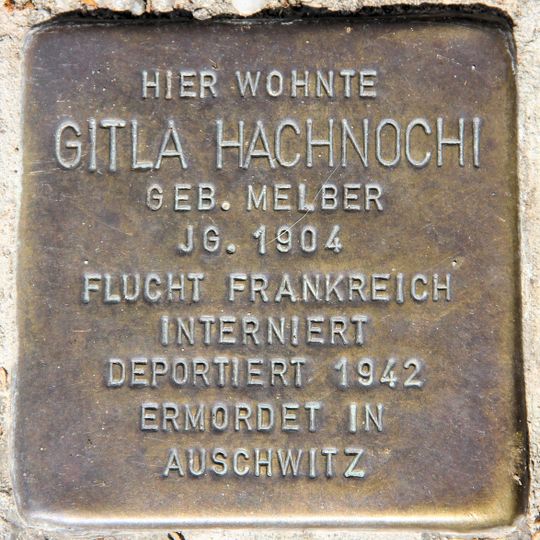 HIER WOHNTE
GITLA HACHNOCHI
GEB. MELBER
JG. 1904
FLUCHT FRANKREICH
INTERNIERT
DEPORTIERT 1942
ERMORDET IN
AUSCHWITZ